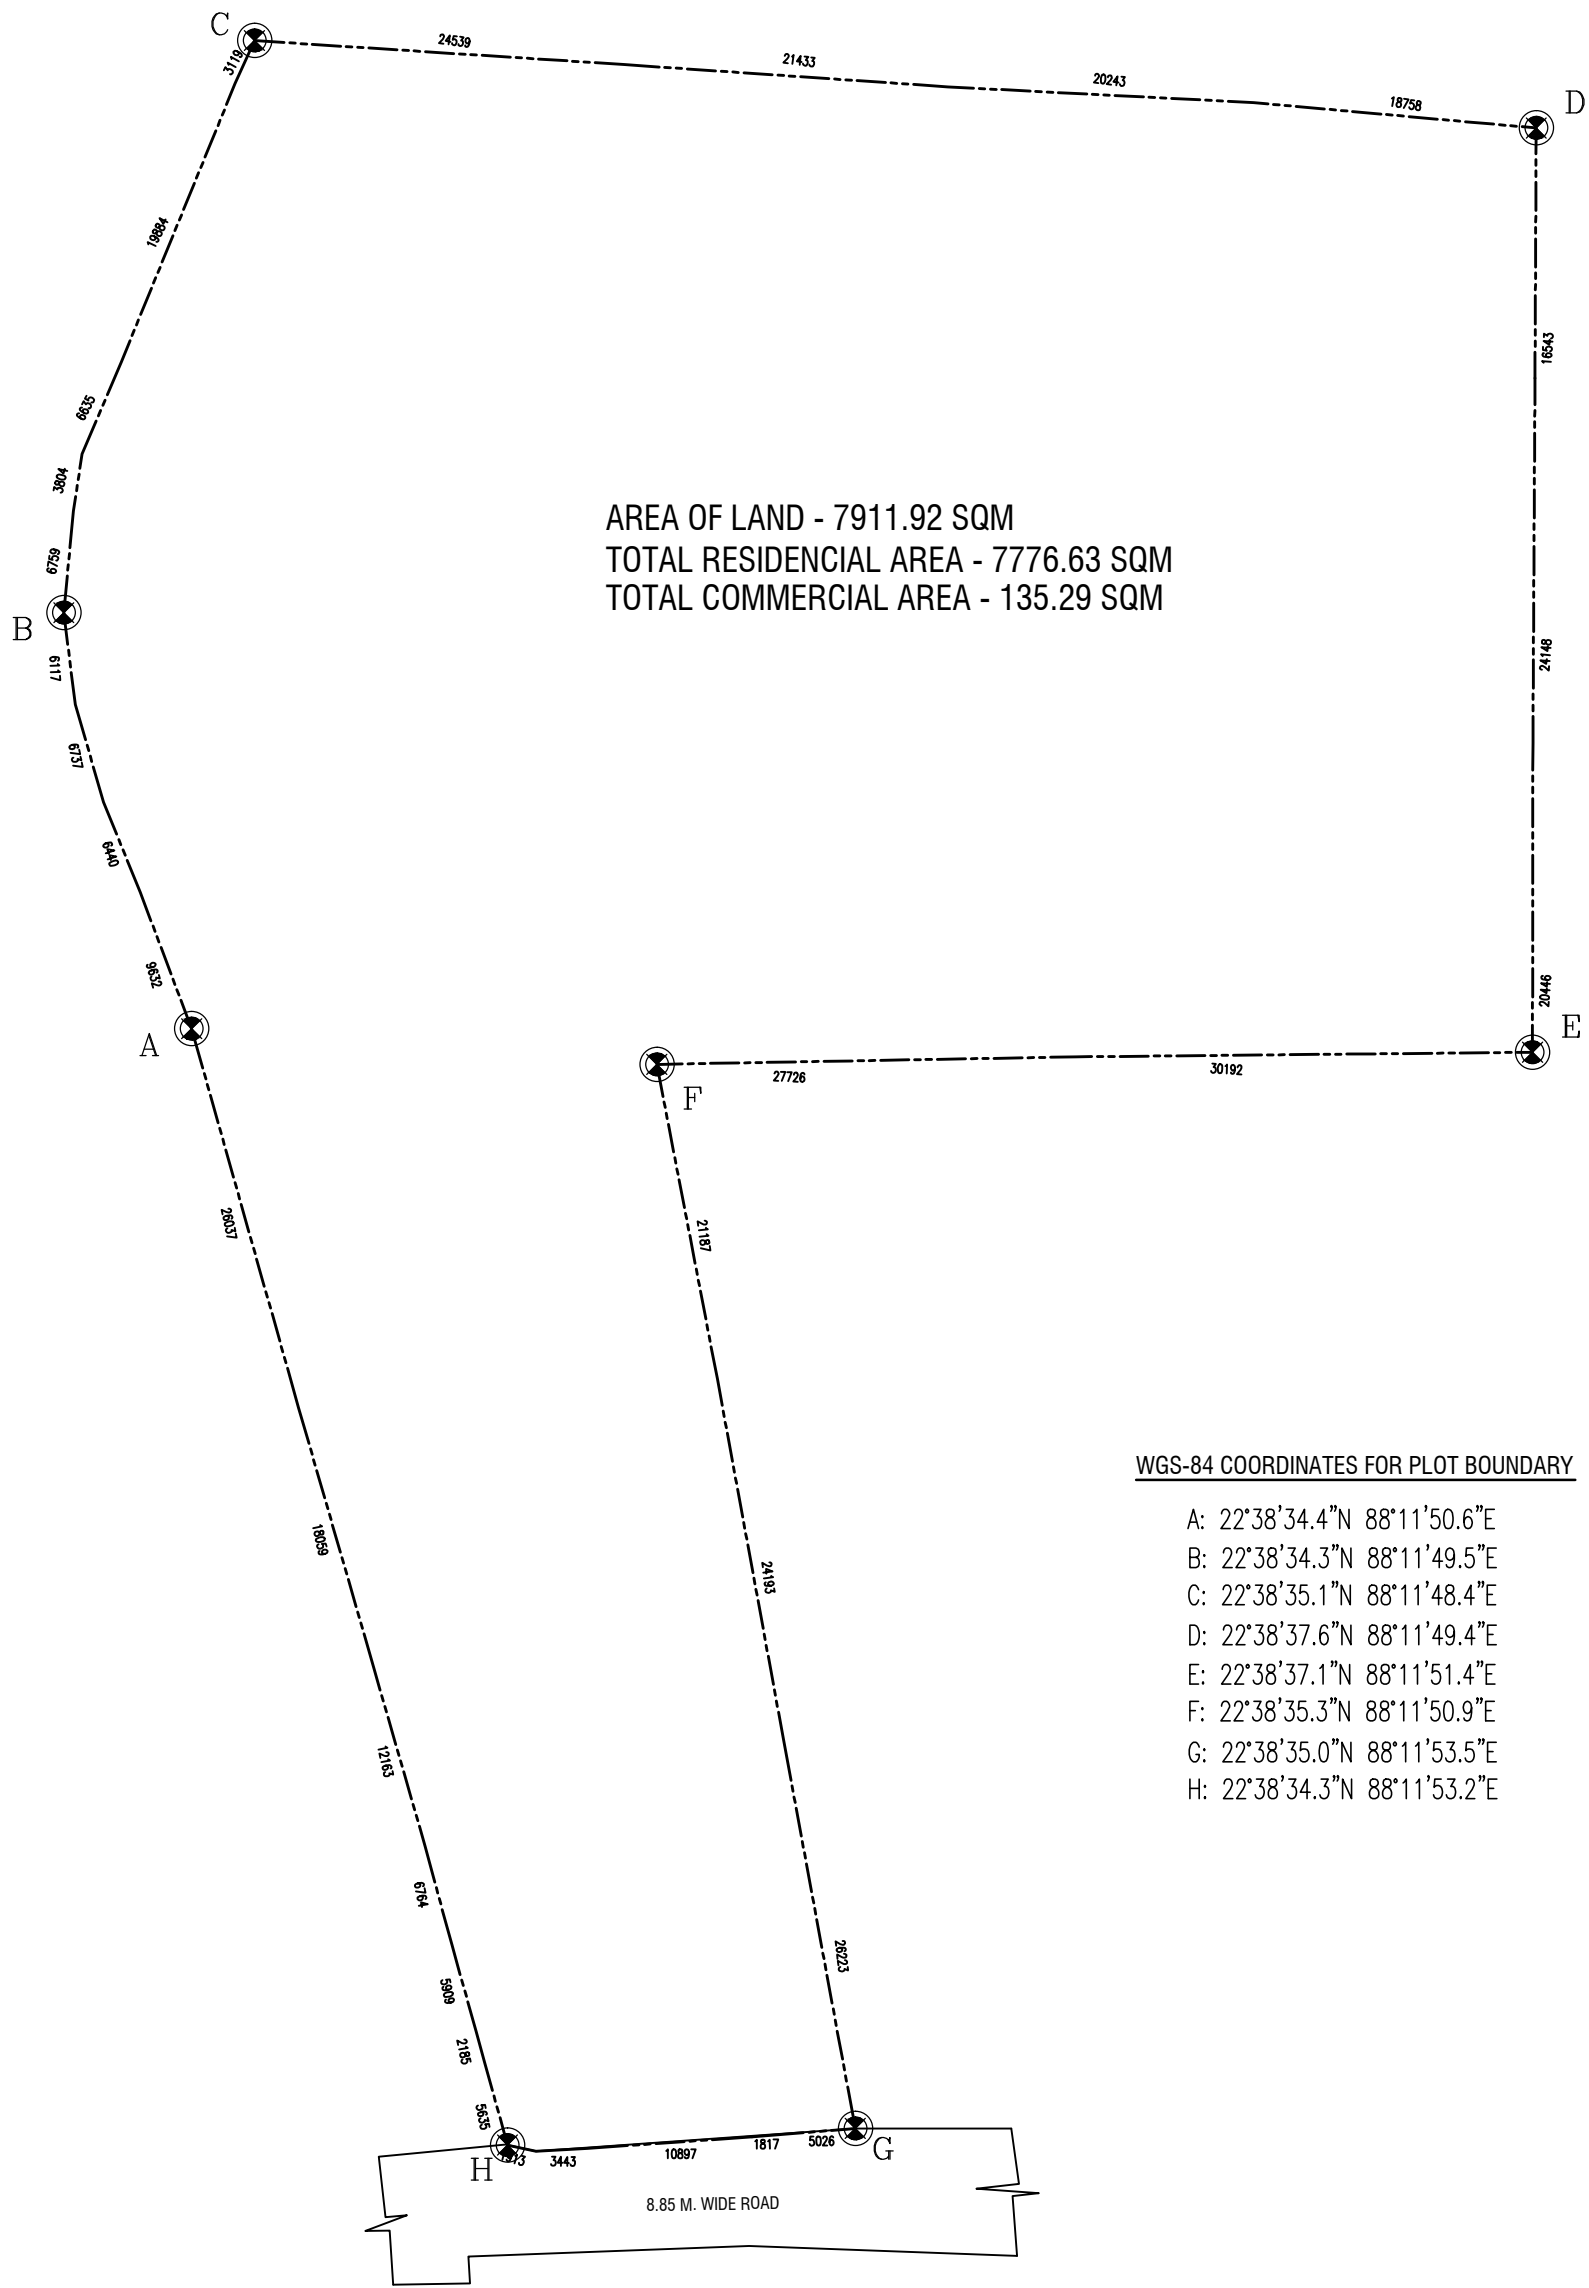 C
24539
21433
20243
18758
D
3119
19884
16543
6635
3804
6759
AREA OF LAND - 7911.92 SQM
TOTAL RESIDENCIAL AREA - 7776.63 SQM
TOTAL COMMERCIAL AREA - 135.29 SQM
B
6117
24148
6737
6440
9632
20446
A
E
F
27726
30192
26037
21187
WGS-84 COORDINATES FOR PLOT BOUNDARY
A: 22°38'34.4"N 88°11'50.6"E
B: 22°38'34.3"N 88°11'49.5"E
C: 22°38'35.1"N 88°11'48.4"E
D: 22°38'37.6"N 88°11'49.4"E
E: 22°38'37.1"N 88°11'51.4"E
F: 22°38'35.3"N 88°11'50.9"E
G: 22°38'35.0"N 88°11'53.5"E
H: 22°38'34.3"N 88°11'53.2"E
18059
24193
12163
6764
26223
5909
2185
5635
H
3443
10897
1817
5026
G
8.85 M. WIDE ROAD